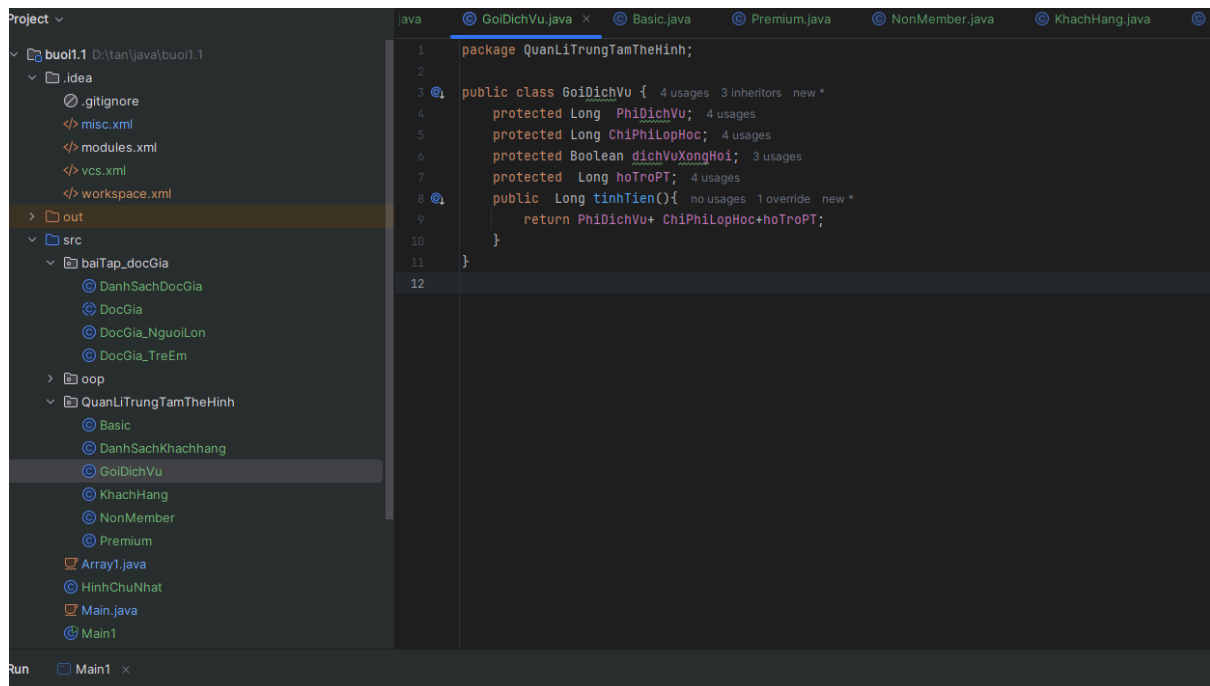 Project
buoi1.1 D:\tan\java\buoi1.1
.idea
.gitignore
misc.xml
modules.xml
vcs.xml
workspace.xml
out
src
baiTap_docGia
DanhSachDocGia
DocGia
DocGia_NguoiLon
DocGia_TreEm
oop
QuanLiTrungTamTheHinh
Basic
DanhSachKhachhang
GoiDichVu
KhachHang
NonMember
Premium
Array1.java
HinhChuNhat
Main.java
Main1
java GoiDichVu.java Basic.java Premium.java NonMember.java KhachHang.java
1 package QuanLiTrungTamTheHinh;
2
3 public class GoiDichVu { 4 usages 3 inheritors new *
4 protected Long PhiDichVu; 4 usages
5 protected Long ChiPhiLopHoc; 4 usages
6 protected Boolean dichVuXongHoi; 3 usages
7 protected Long hoTroPT; 4 usages
8 public Long tinhTien(){ no usages 1 override new *
9 return PhiDichVu+ ChiPhiLopHoc+hoTroPT;
10 }
11 }
12
Run Main1